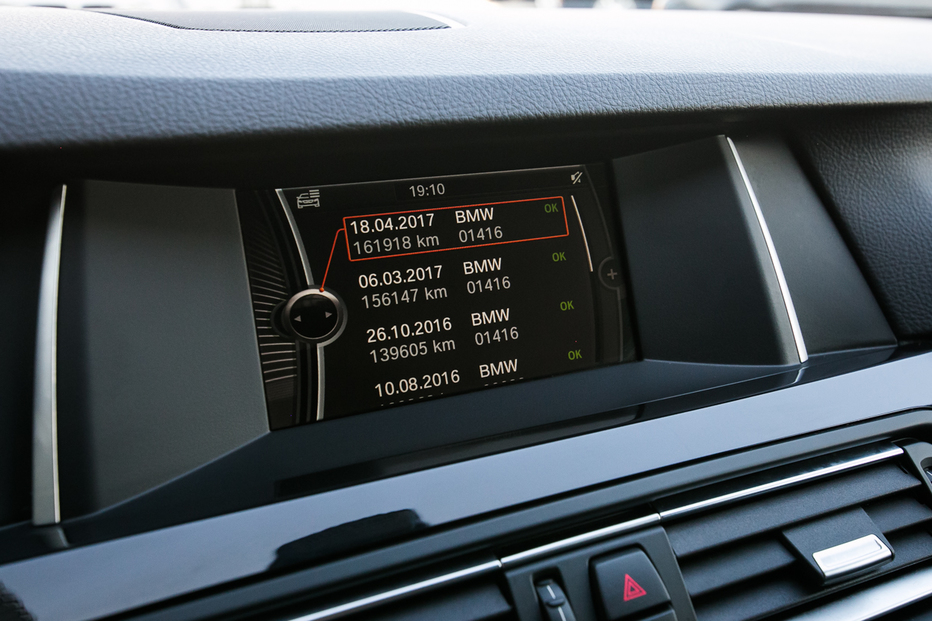 19:10
18.04.2017 BMW OK
161918 km 01416
06.03.2017 BMW OK
156147 km 01416
26.10.2016 BMW OK
139605 km 01416
10.08.2016 BMW OK